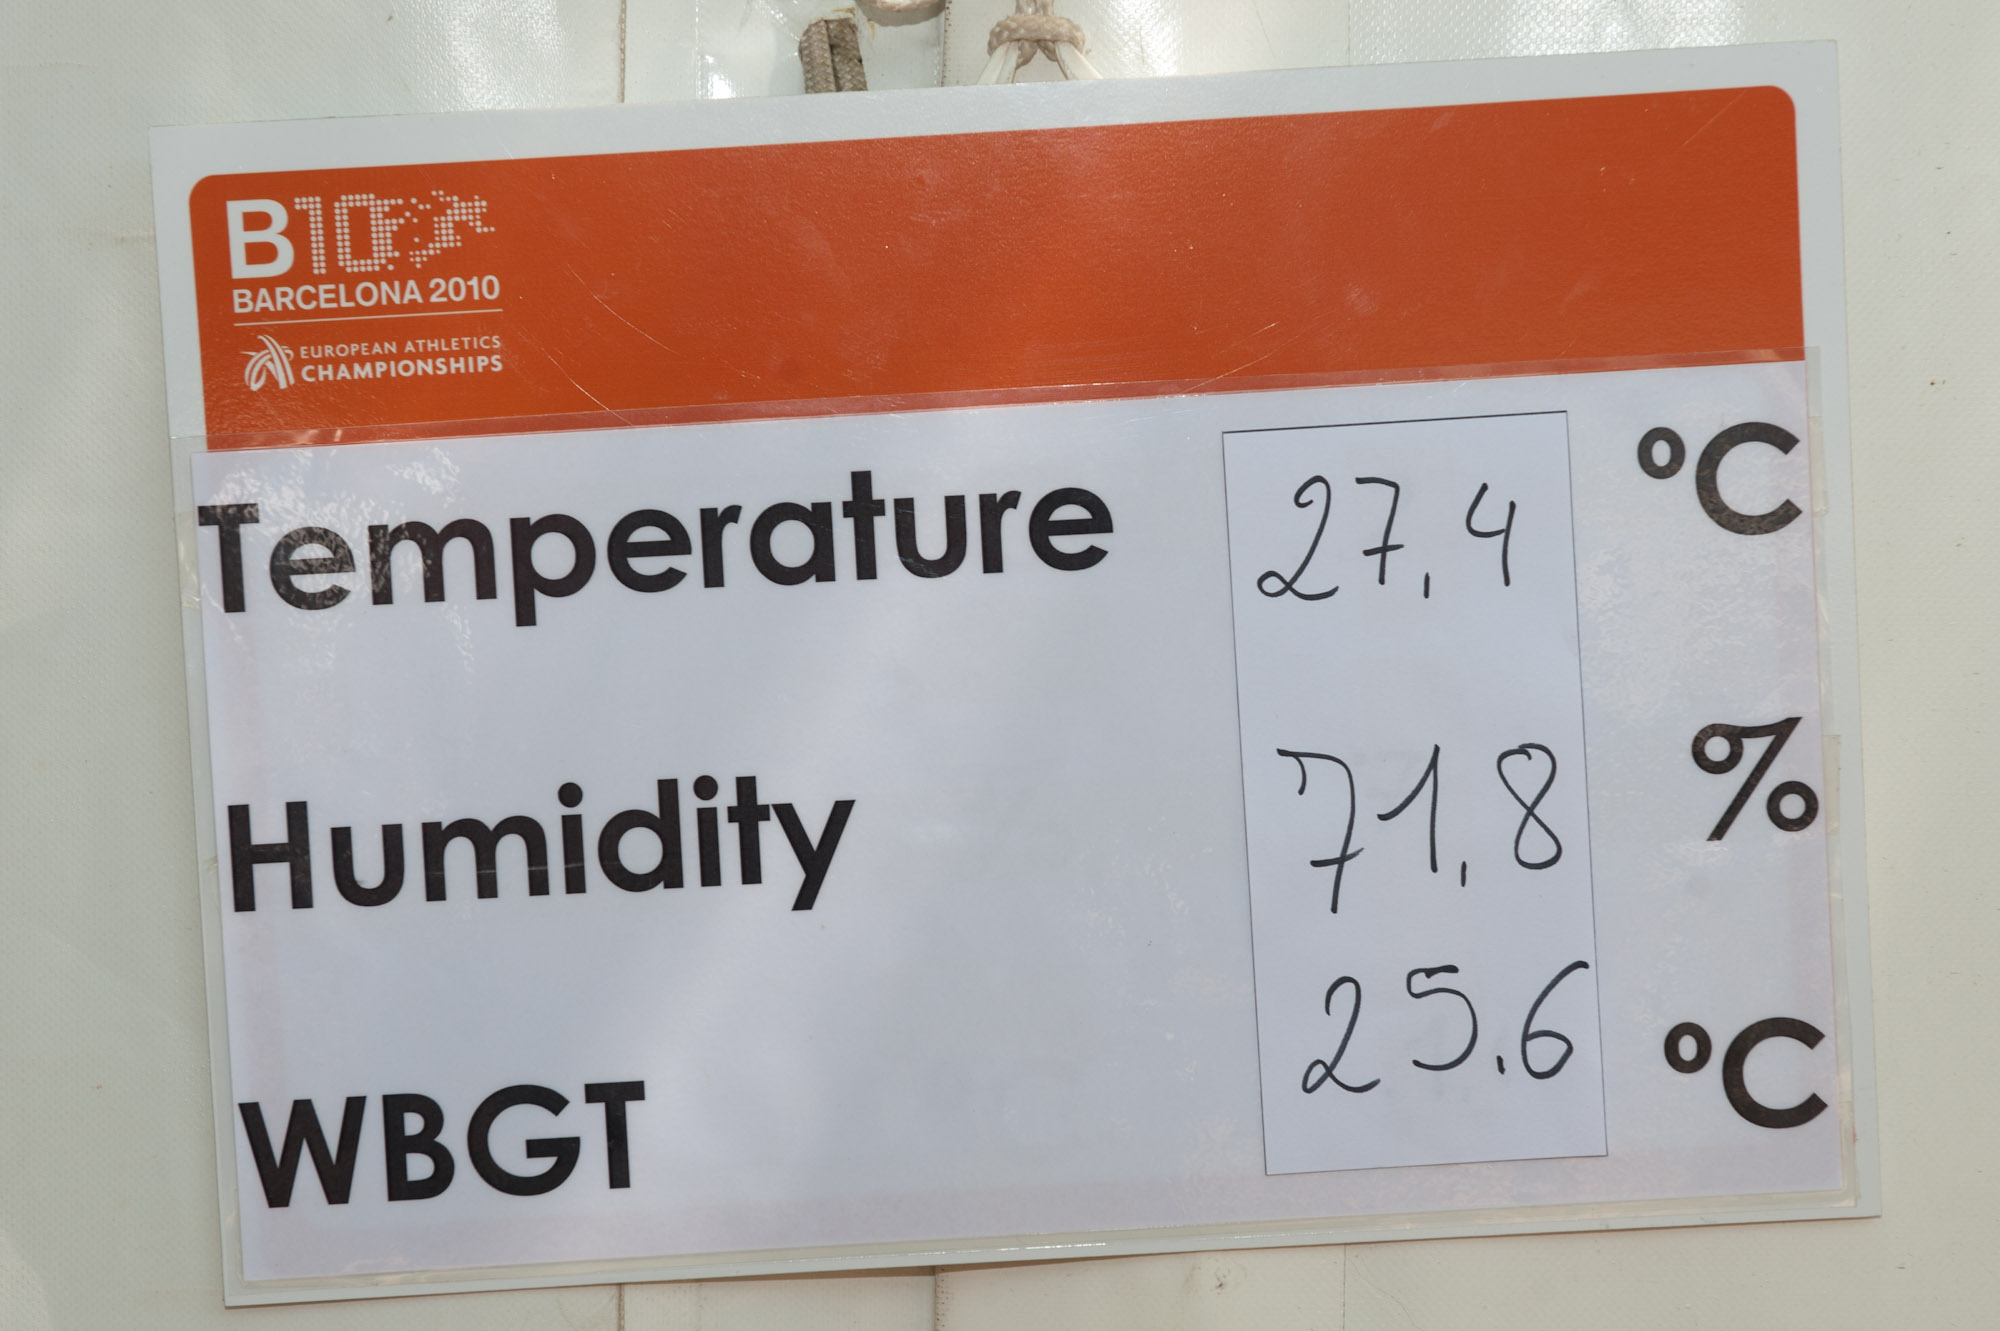 B10
BARCELONA 2010
EUROPEAN ATHLETICS
CHAMPIONSHIPS
Temperature 27,4 °C
Humidity 71,8 %
WBGT 25.6 °C